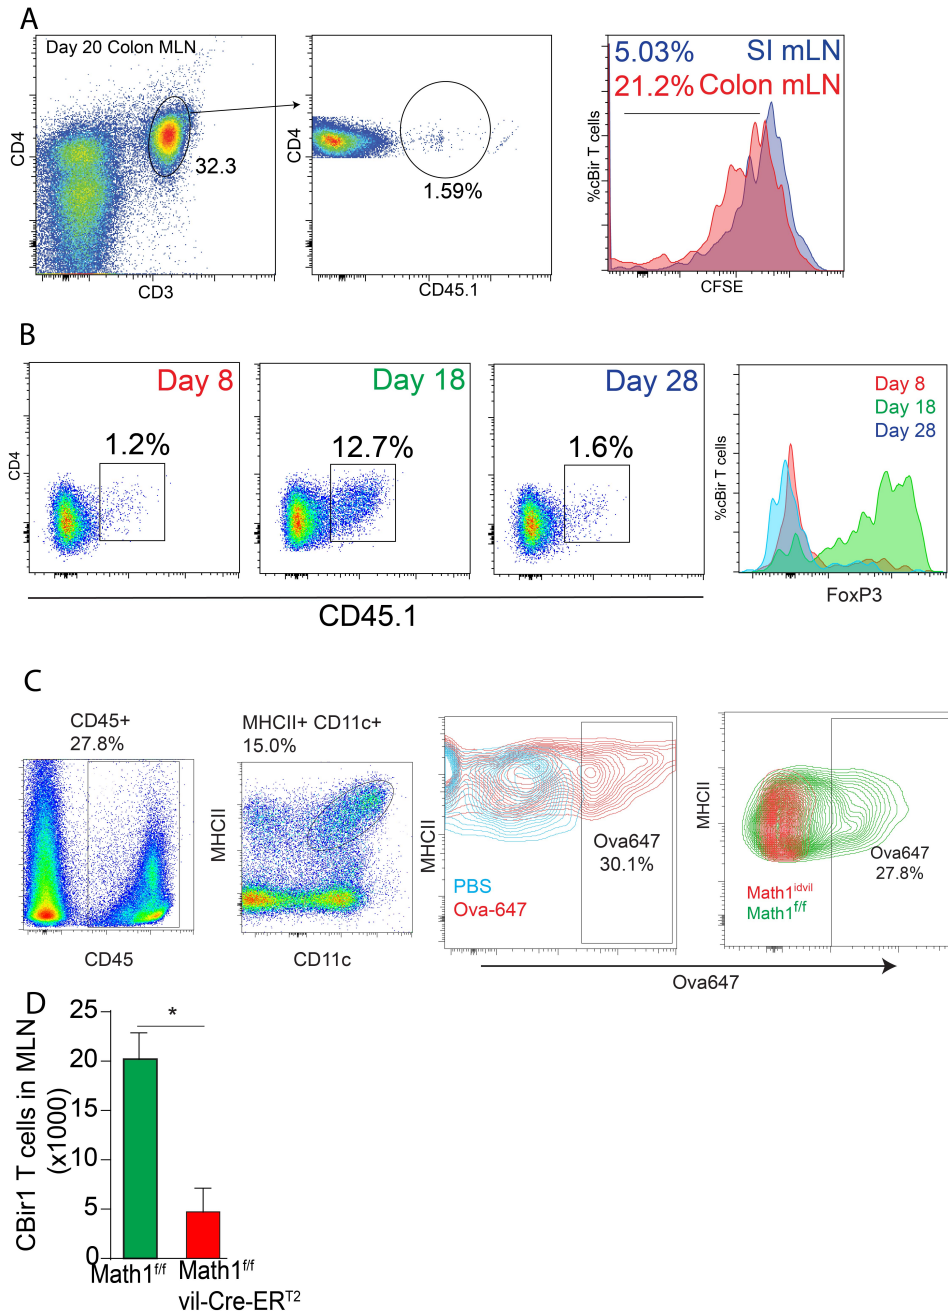 A
Day 20 Colon MLN
CD4
32.3
CD3
CD4
1.59%
CD45.1
5.03% SI mLN
21.2% Colon mLN
%cBir T cells
CFSE
B
CD4
Day 8
1.2%
Day 18
12.7%
Day 28
1.6%
CD45.1
Day 8
Day 18
Day 28
%cBir T cells
FoxP3
C
CD45+
27.8%
CD45
MHCII+ CD11c+
15.0%
MHCII
CD11c
MHCII
Ova647
30.1%
PBS
Ova-647
MHCII
Ova647
27.8%
Math1idvil
Math1f/f
Ova647
D
CBir1 T cells in MLN
(x1000)
25
20
15
10
5
0
*
Math1f/f
Math1f/f
vil-Cre-ERT2